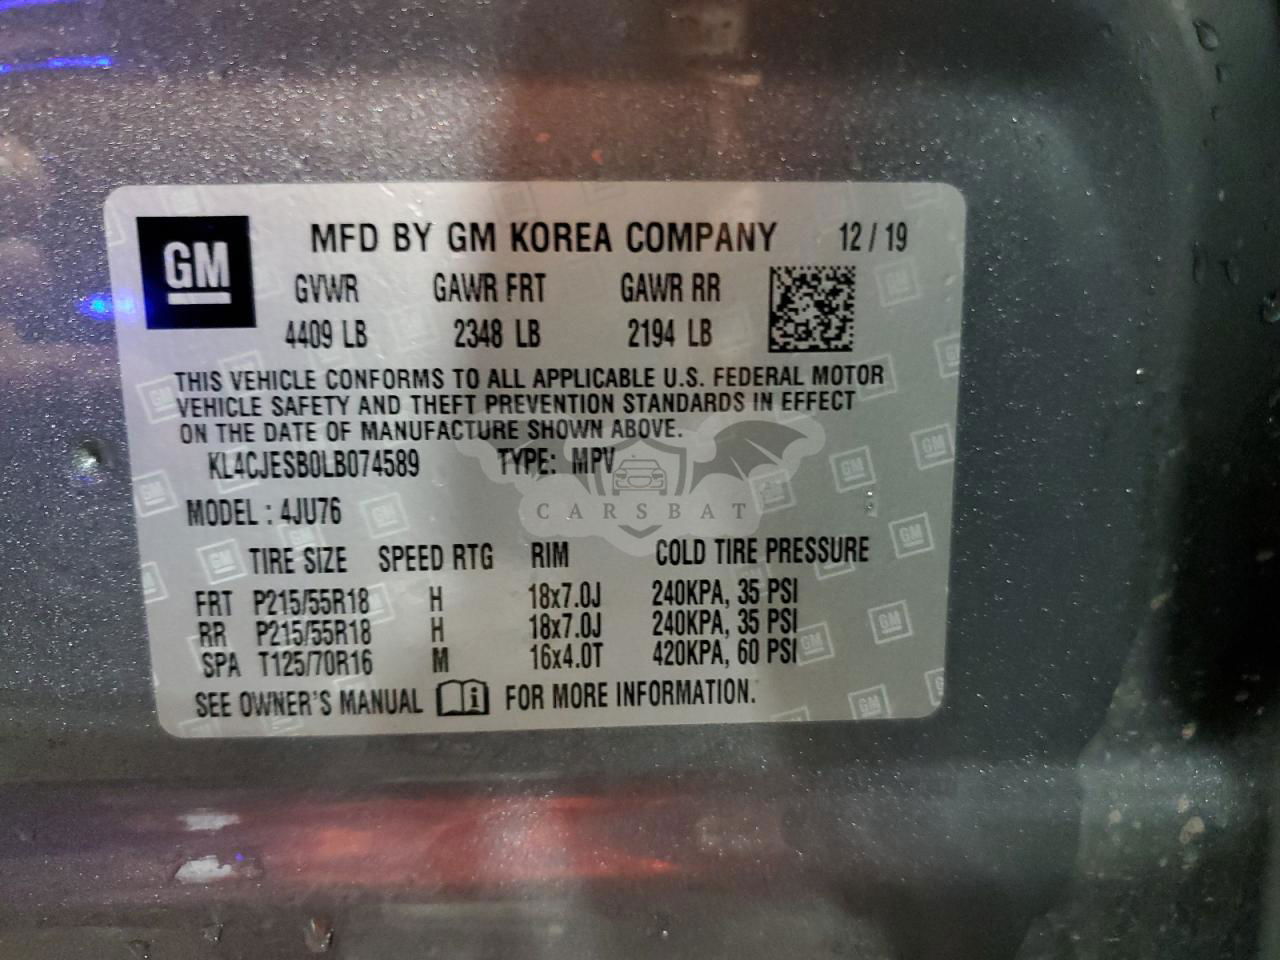 GM
MFD BY GM KOREA COMPANY 12 / 19
GVWR GAWR FRT GAWR RR
4409 LB 2348 LB 2194 LB
THIS VEHICLE CONFORMS TO ALL APPLICABLE U.S. FEDERAL MOTOR
VEHICLE SAFETY AND THEFT PREVENTION STANDARDS IN EFFECT
ON THE DATE OF MANUFACTURE SHOWN ABOVE.
KL4CJESB0LB074589 TYPE: MPV
CARSBAT
MODEL : 4JU76
TIRE SIZE SPEED RTG RIM COLD TIRE PRESSURE
FRT P215/55R18 H 18x7.0J 240KPA, 35 PSI
RR P215/55R18 H 18x7.0J 240KPA, 35 PSI
SPA T125/70R16 M 16x4.0T 420KPA, 60 PSI
SEE OWNER'S MANUAL i FOR MORE INFORMATION.